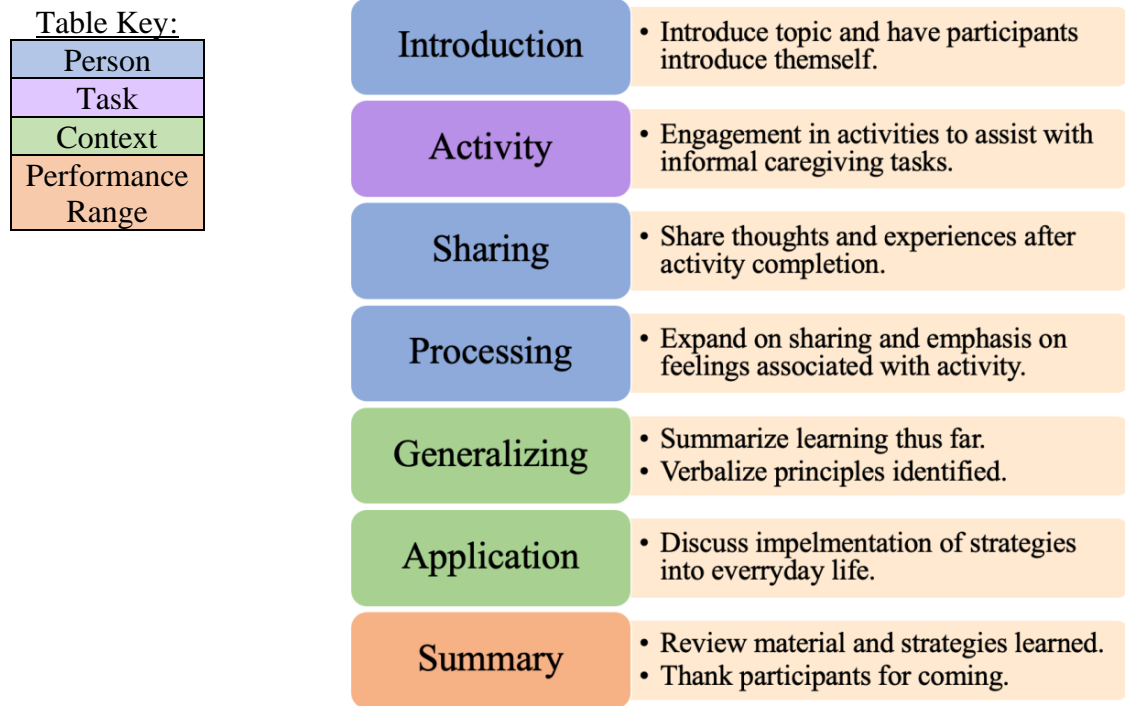 Table Key:
Person
Task
Context
Performance
Range
Introduction
• Introduce topic and have participants
introduce themself.
Activity
• Engagement in activities to assist with
informal caregiving tasks.
Sharing
• Share thoughts and experiences after
activity completion.
Processing
• Expand on sharing and emphasis on
feelings associated with activity.
Generalizing
• Summarize learning thus far.
• Verbalize principles identified.
Application
• Discuss impelmentation of strategies
into everryday life.
Summary
• Review material and strategies learned.
• Thank participants for coming.